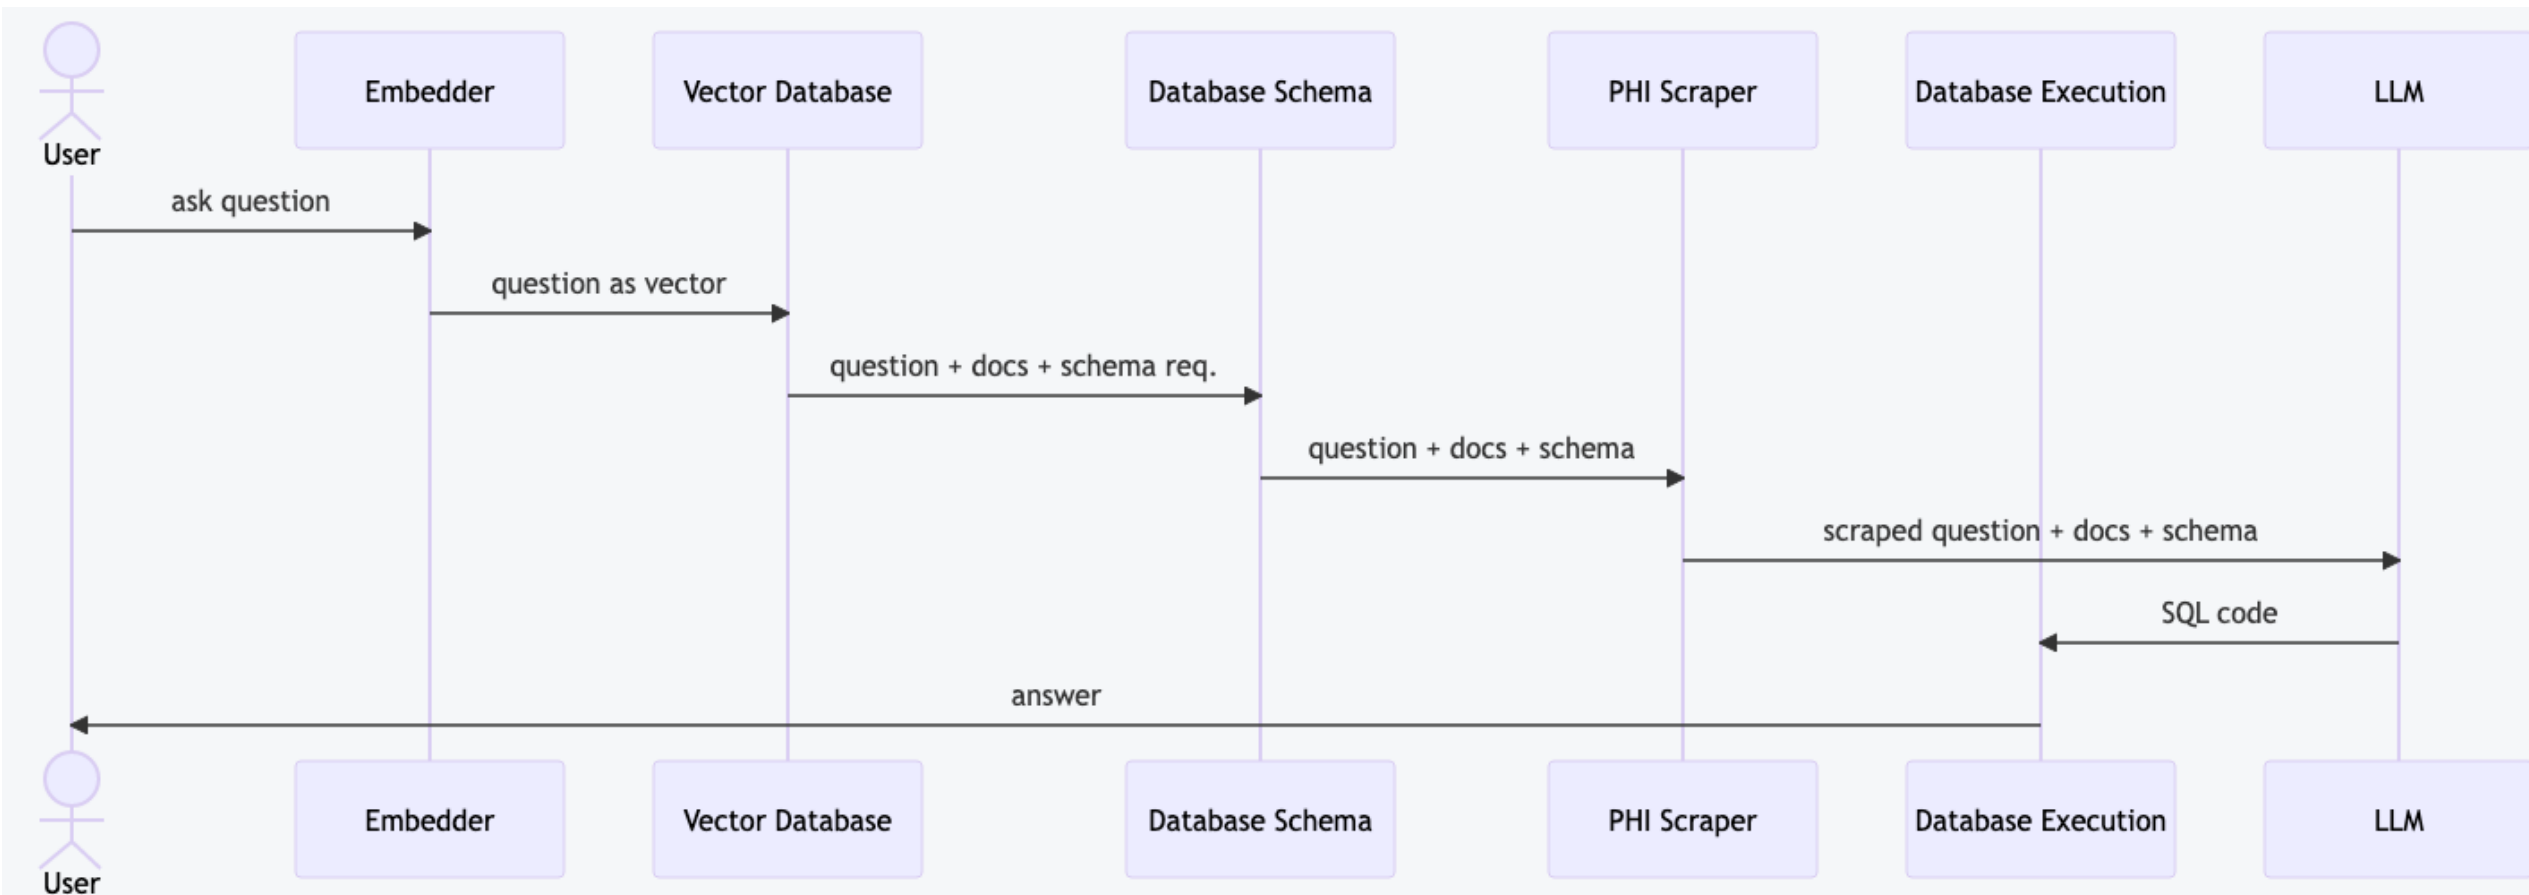 Embedder
Vector Database
Database Schema
PHI Scraper
Database Execution
LLM
User
ask question
question as vector
question + docs + schema req.
question + docs + schema
scraped question + docs + schema
SQL code
answer
Embedder
Vector Database
Database Schema
PHI Scraper
Database Execution
LLM
User